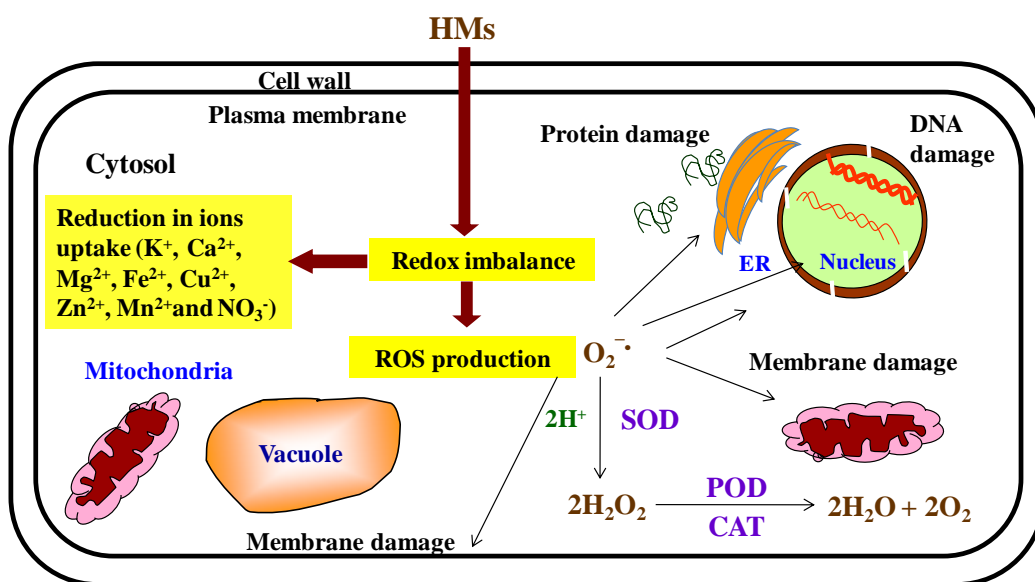 HMs
Cell wall
Plasma membrane
Cytosol
Protein damage
DNA
damage
Reduction in ions
uptake (K⁺, Ca²⁺,
Mg²⁺, Fe²⁺, Cu²⁺,
Zn²⁺, Mn²⁺and NO₃⁻)
Redox imbalance
ER
Nucleus
ROS production
O₂⁻·
Membrane damage
Mitochondria
Vacuole
2H⁺
SOD
2H₂O₂
POD
CAT
2H₂O + 2O₂
Membrane damage